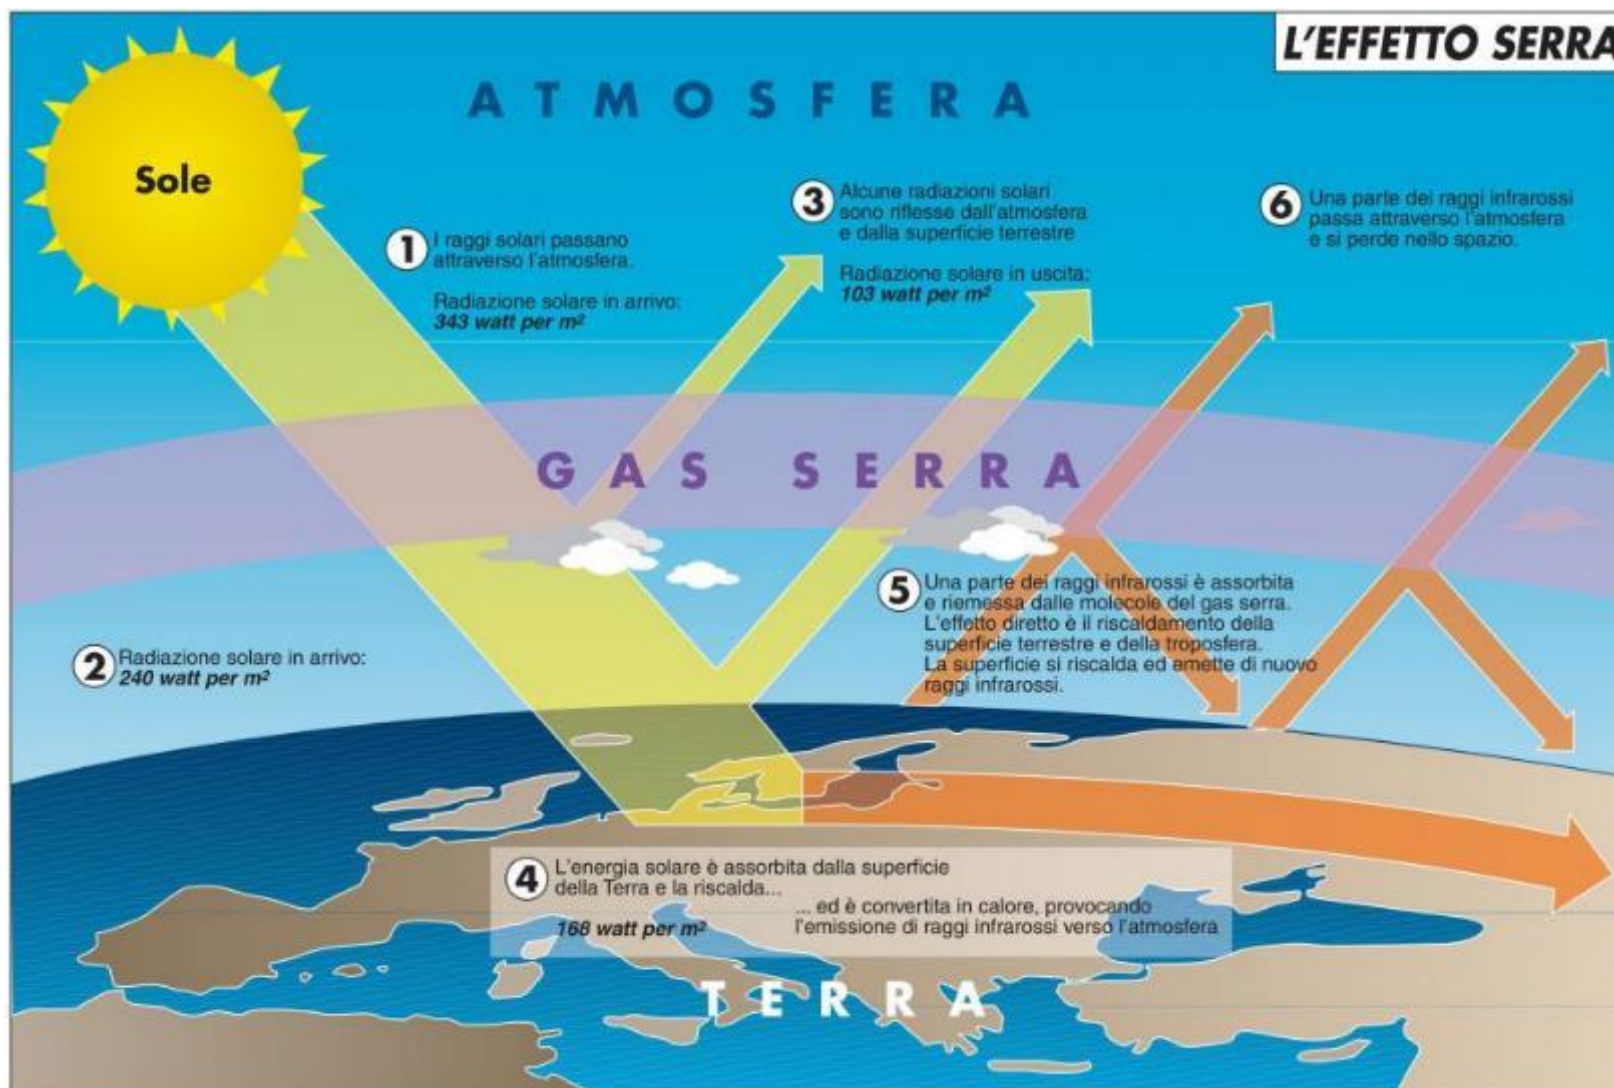 L'EFFETTO SERRA
ATMOSFERA
Sole
1 I raggi solari passano
attraverso l'atmosfera.
Radiazione solare in arrivo:
343 watt per m²
3 Alcune radiazioni solari
sono riflesse dall'atmosfera
e dalla superficie terrestre
Radiazione solare in uscita:
103 watt per m²
6 Una parte dei raggi infrarossi
passa attraverso l'atmosfera
e si perde nello spazio.
GAS SERRA
2 Radiazione solare in arrivo:
240 watt per m²
5 Una parte dei raggi infrarossi è assorbita
e riemessa dalle molecole del gas serra.
L'effetto diretto è il riscaldamento della
superficie terrestre e della troposfera.
La superficie si riscalda ed emette di nuovo
raggi infrarossi.
4 L'energia solare è assorbita dalla superficie
della Terra e la riscalda...
168 watt per m²
... ed è convertita in calore, provocando
l'emissione di raggi infrarossi verso l'atmosfera
TERRA